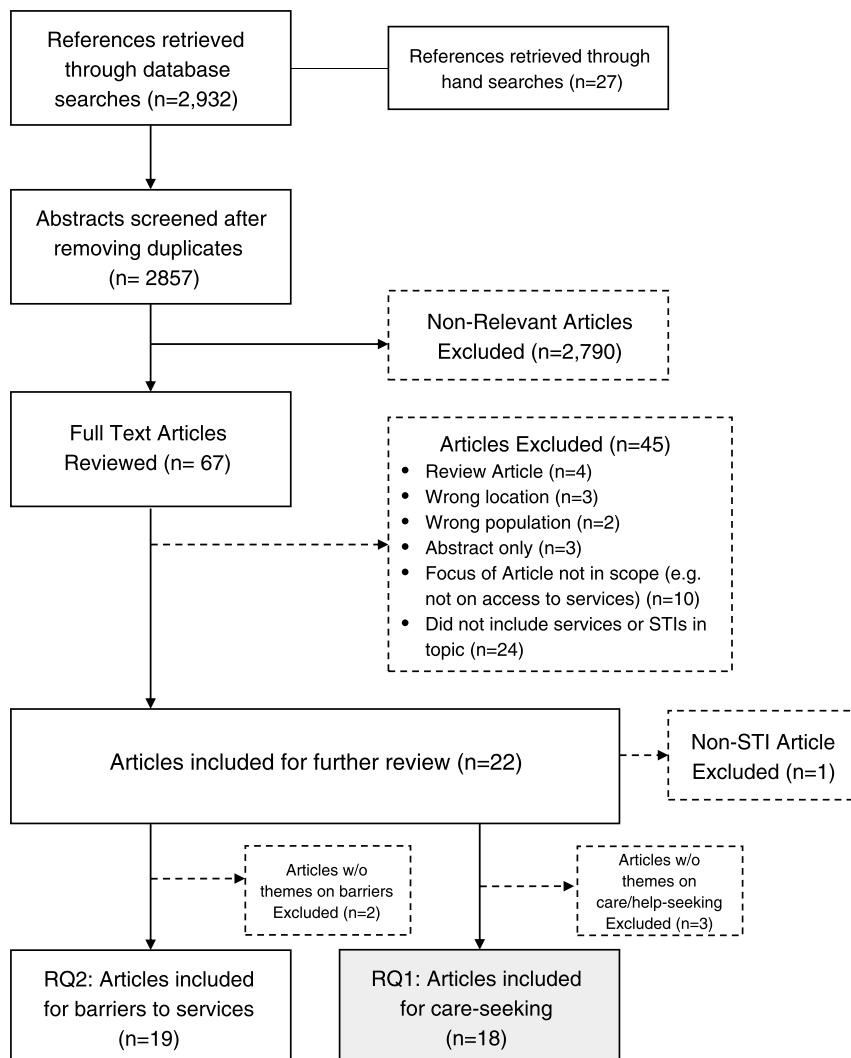 References retrieved
through database
searches (n=2,932)
References retrieved through
hand searches (n=27)
Abstracts screened after
removing duplicates
(n= 2857)
Non-Relevant Articles
Excluded (n=2,790)
Full Text Articles
Reviewed (n= 67)
Articles Excluded (n=45)
• Review Article (n=4)
• Wrong location (n=3)
• Wrong population (n=2)
• Abstract only (n=3)
• Focus of Article not in scope (e.g.
not on access to services) (n=10)
• Did not include services or STIs in
topic (n=24)
Articles included for further review (n=22)
Non-STI Article
Excluded (n=1)
Articles w/o
themes on barriers
Excluded (n=2)
Articles w/o
themes on
care/help-seeking
Excluded (n=3)
RQ2: Articles included
for barriers to services
(n=19)
RQ1: Articles included
for care-seeking
(n=18)